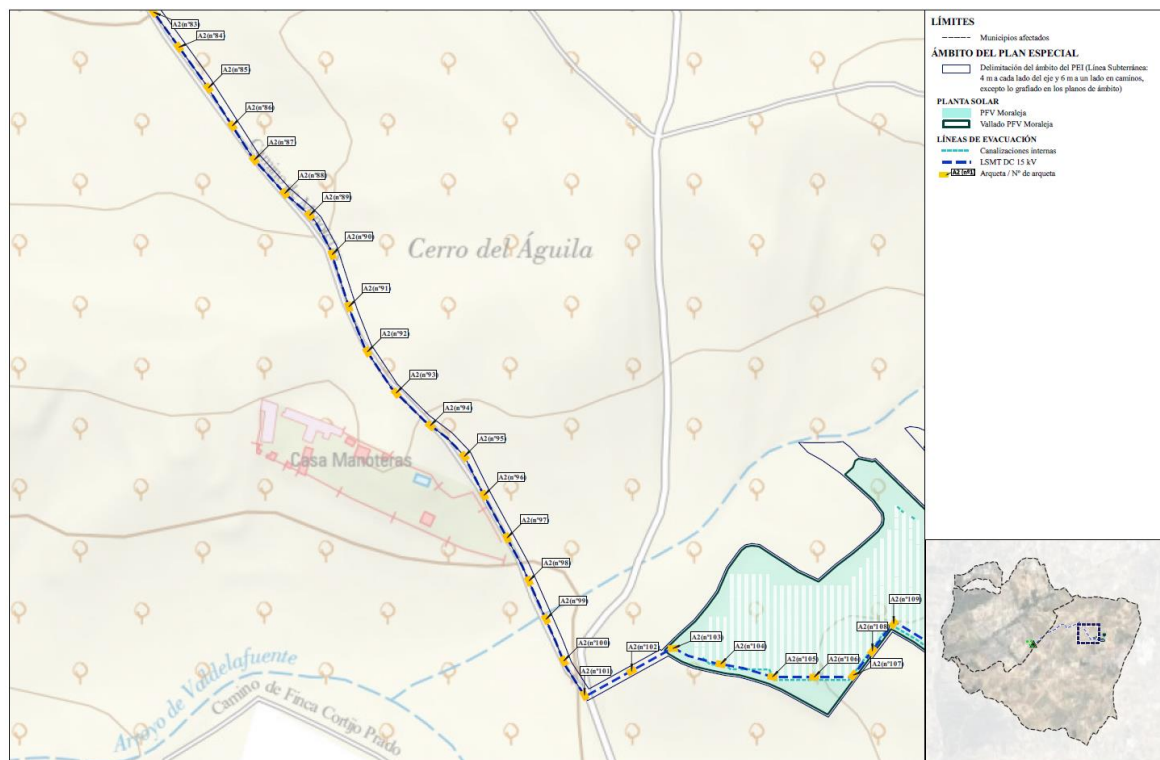 A2(nº83)
A2(nº84)
A2(nº85)
A2(nº86)
A2(nº87)
A2(nº88)
A2(nº89)
A2(nº90)
Cerro del Águila
A2(nº91)
A2(nº92)
A2(nº93)
A2(nº94)
A2(nº95)
Casa Manoteras
A2(nº96)
A2(nº97)
A2(nº98)
A2(nº99)
A2(nº100)
A2(nº101)
A2(nº102)
A2(nº103)
A2(nº104)
A2(nº105)
A2(nº106)
A2(nº107)
A2(nº108)
A2(nº109)
Arroyo de Valdelafuente
Camino de Finca Cortijo Prado
LÍMITES
Municipios afectados
ÁMBITO DEL PLAN ESPECIAL
Delimitación del ámbito del PEI (Línea Subterránea:
4 m a cada lado del eje y 6 m a un lado en caminos,
excepto lo grafiado en los planos de ámbito)
PLANTA SOLAR
PFV Moraleja
Vallado PFV Moraleja
LÍNEAS DE EVACUACIÓN
Canalizaciones internas
LSMT DC 15 kV
A2 (nº1) Arqueta / Nº de arqueta